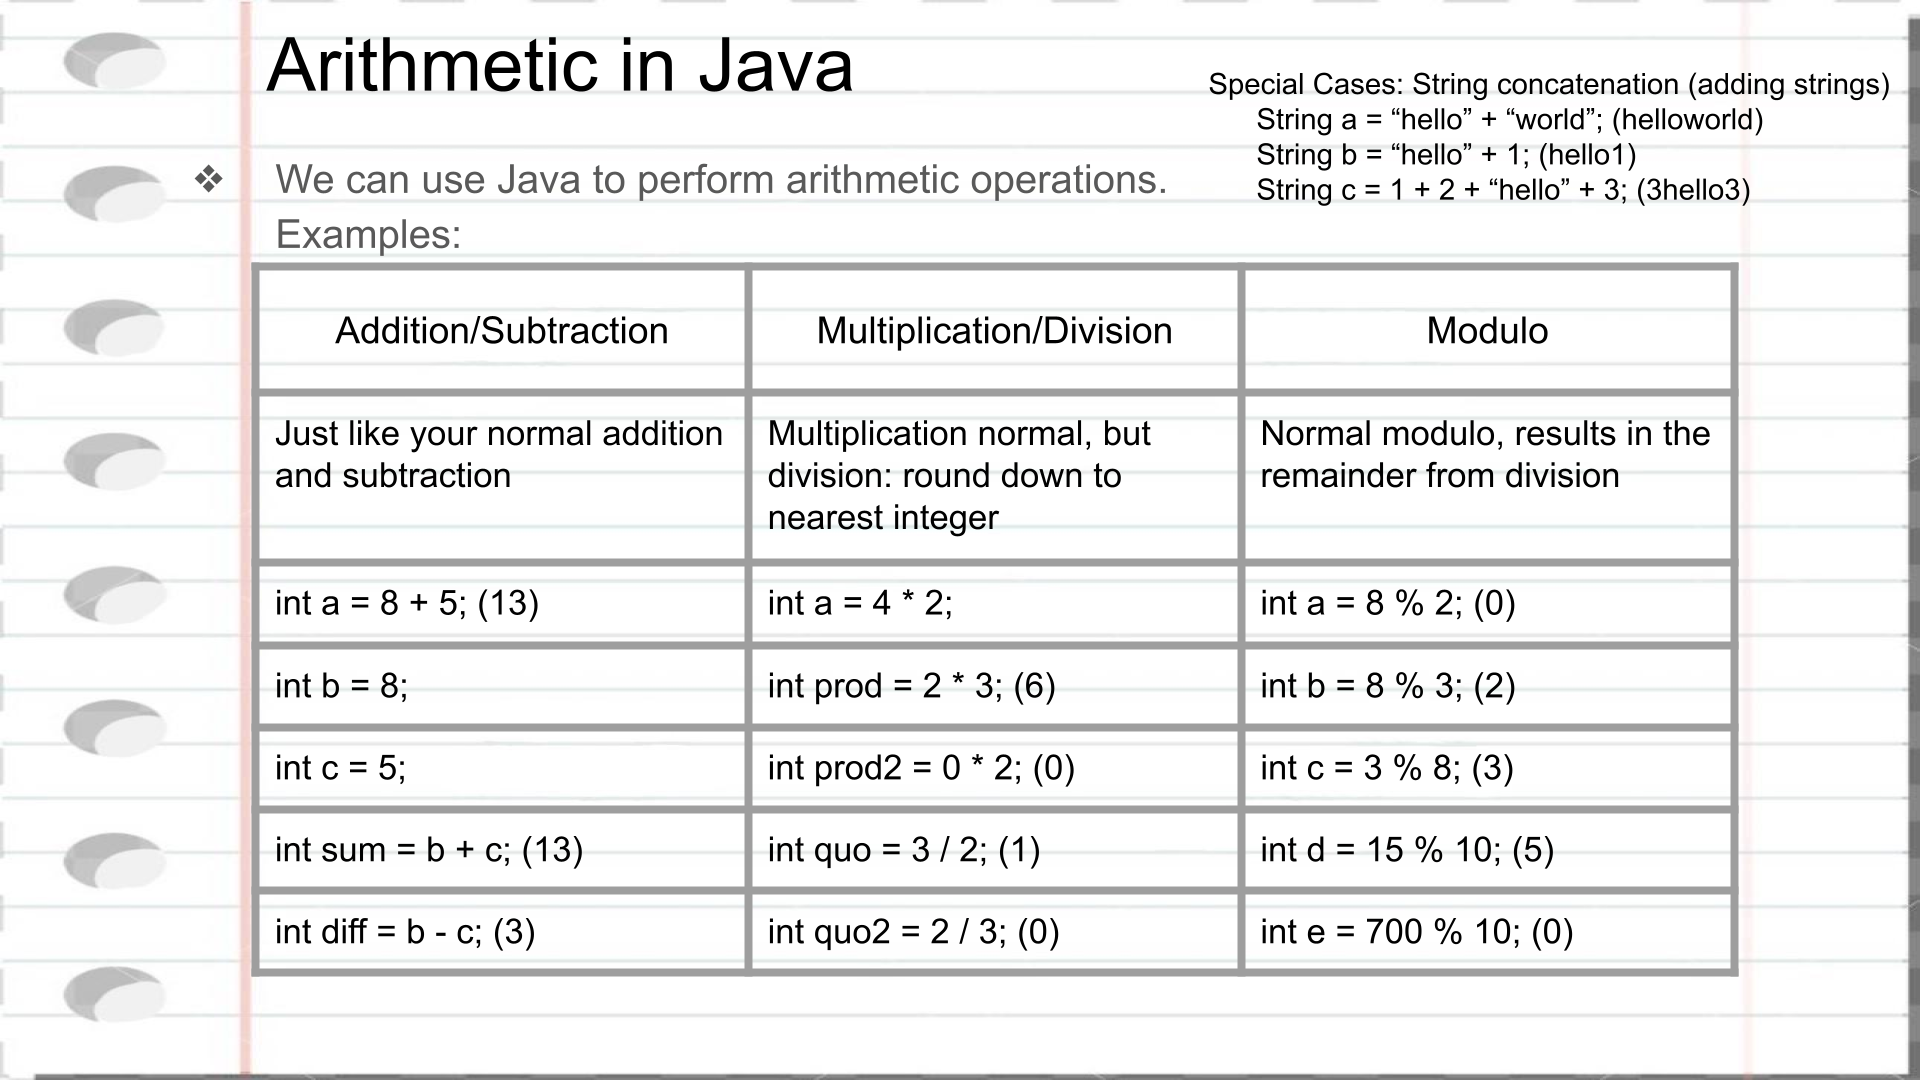 Arithmetic in Java
Special Cases: String concatenation (adding strings)
String a = “hello” + “world”; (helloworld)
String b = “hello” + 1; (hello1)
String c = 1 + 2 + “hello” + 3; (3hello3)
❖ We can use Java to perform arithmetic operations.
Examples:
Addition/Subtraction
Multiplication/Division
Modulo
Just like your normal addition
and subtraction
Multiplication normal, but
division: round down to
nearest integer
Normal modulo, results in the
remainder from division
int a = 8 + 5; (13)
int a = 4 * 2;
int a = 8 % 2; (0)
int b = 8;
int prod = 2 * 3; (6)
int b = 8 % 3; (2)
int c = 5;
int prod2 = 0 * 2; (0)
int c = 3 % 8; (3)
int sum = b + c; (13)
int quo = 3 / 2; (1)
int d = 15 % 10; (5)
int diff = b - c; (3)
int quo2 = 2 / 3; (0)
int e = 700 % 10; (0)